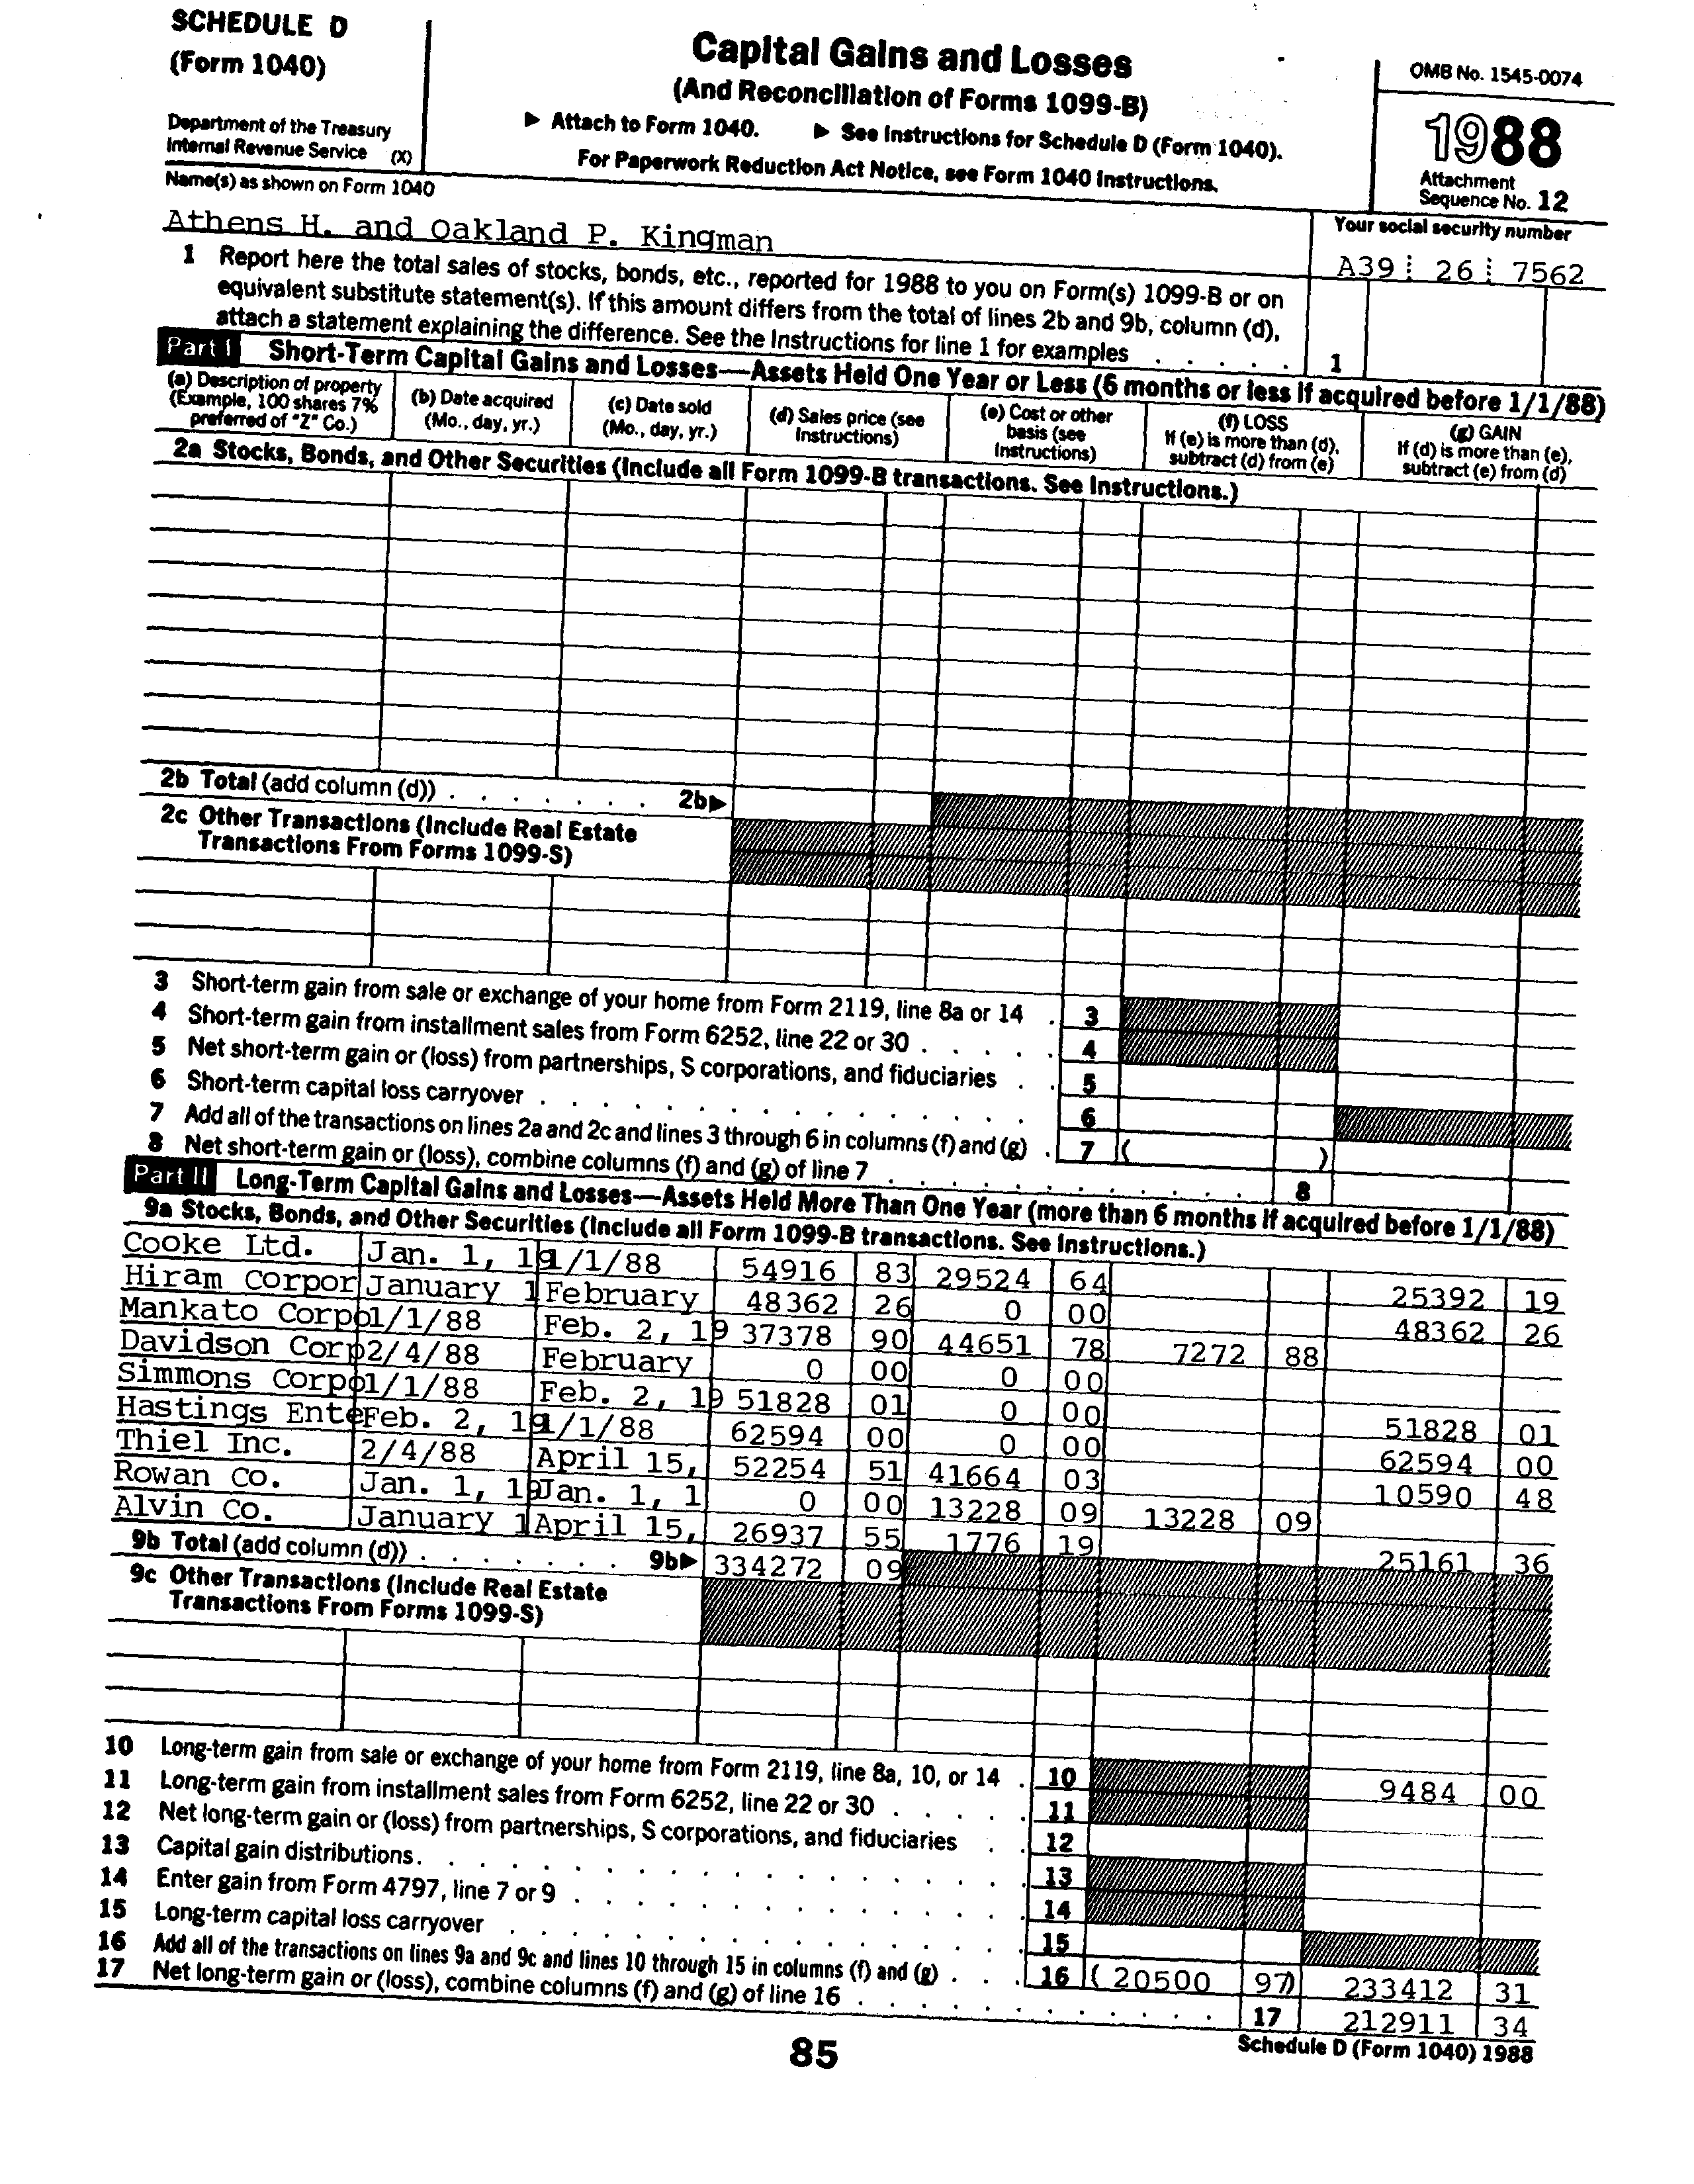 SCHEDULE D
(Form 1040)
Department of the Treasury
Internal Revenue Service (X)
Capital Gains and Losses
(And Reconciliation of Forms 1099-B)
▶ Attach to Form 1040. ▶ See Instructions for Schedule D (Form 1040).
For Paperwork Reduction Act Notice, see Form 1040 Instructions.
OMB No. 1545-0074
1988
Attachment
Sequence No. 12
Name(s) as shown on Form 1040
Your social security number
Athens H. and Oakland P. Kingman
A39 26 7562
1 Report here the total sales of stocks, bonds, etc., reported for 1988 to you on Form(s) 1099-B or on
equivalent substitute statement(s). If this amount differs from the total of lines 2b and 9b, column (d),
attach a statement explaining the difference. See the Instructions for line 1 for examples . . . . . 1
Part I Short-Term Capital Gains and Losses—Assets Held One Year or Less (6 months or less if acquired before 1/1/88)
(a) Description of property
(Example, 100 shares 7%
preferred of "Z" Co.)
(b) Date acquired
(Mo., day, yr.)
(c) Date sold
(Mo., day, yr.)
(d) Sales price (see
Instructions)
(e) Cost or other
basis (see
Instructions)
(f) LOSS
If (e) is more than (d),
subtract (d) from (e)
(g) GAIN
If (d) is more than (e),
subtract (e) from (d)
2a Stocks, Bonds, and Other Securities (Include all Form 1099-B transactions. See Instructions.)
2b Total (add column (d)) . . . . . . . 2b▶
2c Other Transactions (Include Real Estate
Transactions From Forms 1099-S)
3 Short-term gain from sale or exchange of your home from Form 2119, line 8a or 14 . 3
4 Short-term gain from installment sales from Form 6252, line 22 or 30 . . . . . 4
5 Net short-term gain or (loss) from partnerships, S corporations, and fiduciaries . . 5
6 Short-term capital loss carryover . . . . . . . . . . . . . . . 6
7 Add all of the transactions on lines 2a and 2c and lines 3 through 6 in columns (f) and (g) . 7 ( )
8 Net short-term gain or (loss), combine columns (f) and (g) of line 7 . . . . . . . . . . . . 8
Part II Long-Term Capital Gains and Losses—Assets Held More Than One Year (more than 6 months if acquired before 1/1/88)
9a Stocks, Bonds, and Other Securities (Include all Form 1099-B transactions. See Instructions.)
Cooke Ltd. Jan. 1, 19 1/1/88 54916 83 29524 64 25392 19
Hiram Corpor January 1 February 48362 26 0 00 48362 26
Mankato Corpo 1/1/88 Feb. 2, 19 37378 90 44651 78 7272 88
Davidson Corp 2/4/88 February 0 00 0 00
Simmons Corpo 1/1/88 Feb. 2, 19 51828 01 0 00 51828 01
Hastings Ente Feb. 2, 19 1/1/88 62594 00 0 00 62594 00
Thiel Inc. 2/4/88 April 15, 52254 51 41664 03 10590 48
Rowan Co. Jan. 1, 19 Jan. 1, 1 0 00 13228 09 13228 09
Alvin Co. January 1 April 15, 26937 55 1776 19 25161 36
9b Total (add column (d)) . . . . . . . 9b▶ 334272 09
9c Other Transactions (Include Real Estate
Transactions From Forms 1099-S)
10 Long-term gain from sale or exchange of your home from Form 2119, line 8a, 10, or 14 . 10 9484 00
11 Long-term gain from installment sales from Form 6252, line 22 or 30 . . . . . 11
12 Net long-term gain or (loss) from partnerships, S corporations, and fiduciaries . . 12
13 Capital gain distributions. . . . . . . . . . . . . . . . . 13
14 Enter gain from Form 4797, line 7 or 9 . . . . . . . . . . . . . 14
15 Long-term capital loss carryover . . . . . . . . . . . . . . . 15
16 Add all of the transactions on lines 9a and 9c and lines 10 through 15 in columns (f) and (g) . . . 16 ( 20500 97) 233412 31
17 Net long-term gain or (loss), combine columns (f) and (g) of line 16 . . . . . . . . . . . . 17 212911 34
85
Schedule D (Form 1040) 1988